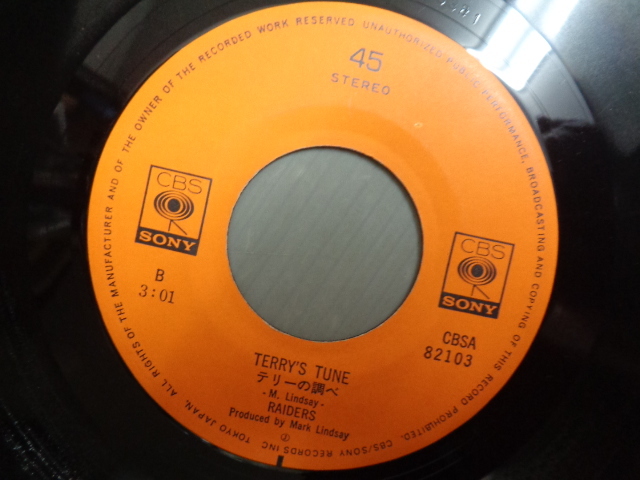 ALL RIGHTS OF THE MANUFACTURER AND OF THE OWNER OF THE RECORDED WORK RESERVED UNAUTHORIZED PUBLIC PERFORMANCE, BROADCASTING AND COPYING OF THIS RECORD PROHIBITED. CBS/SONY RECORDS INC. TOKYO JAPAN.
45
STEREO
CBS
SONY
CBS
SONY
B
3:01
CBSA
82103
TERRY'S TUNE
テリーの調べ
- M. Lindsay -
RAIDERS
Produced by Mark Lindsay
Ⓟ